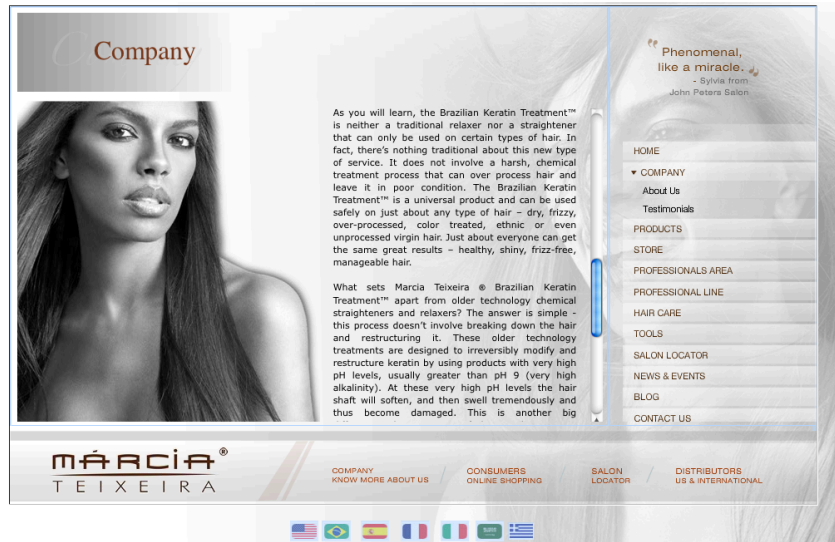 Company
As you will learn, the Brazilian Keratin Treatment™
is neither a traditional relaxer nor a straightener
that can only be used on certain types of hair. In
fact, there's nothing traditional about this new type
of service. It does not involve a harsh, chemical
treatment process that can over process hair and
leave it in poor condition. The Brazilian Keratin
Treatment™ is a universal product and can be used
safely on just about any type of hair – dry, frizzy,
over-processed, color treated, ethnic or even
unprocessed virgin hair. Just about everyone can get
the same great results – healthy, shiny, frizz-free,
manageable hair.
What sets Marcia Teixeira ® Brazilian Keratin
Treatment™ apart from older technology chemical
straighteners and relaxers? The answer is simple -
this process doesn't involve breaking down the hair
and restructuring it. These older technology
treatments are designed to irreversibly modify and
restructure keratin by using products with very high
pH levels, usually greater than pH 9 (very high
alkalinity). At these very high pH levels the hair
shaft will soften, and then swell tremendously and
thus become damaged. This is another big
“Phenomenal,
like a miracle.”
- Sylvia from
John Peters Salon
HOME
COMPANY
About Us
Testimonials
PRODUCTS
STORE
PROFESSIONALS AREA
PROFESSIONAL LINE
HAIR CARE
TOOLS
SALON LOCATOR
NEWS & EVENTS
BLOG
CONTACT US
MÁRCIA®
TEIXEIRA
COMPANY
KNOW MORE ABOUT US
CONSUMERS
ONLINE SHOPPING
SALON
LOCATOR
DISTRIBUTORS
US & INTERNATIONAL